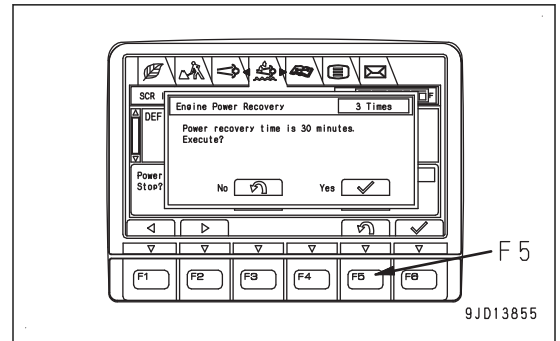 SCR
F
Engine Power Recovery
3 Times
DEF
Power recovery time is 30 minutes.
Execute?
Power
Stop?
No
Yes
F1
F2
F3
F4
F5
F6
F5
9JD13855